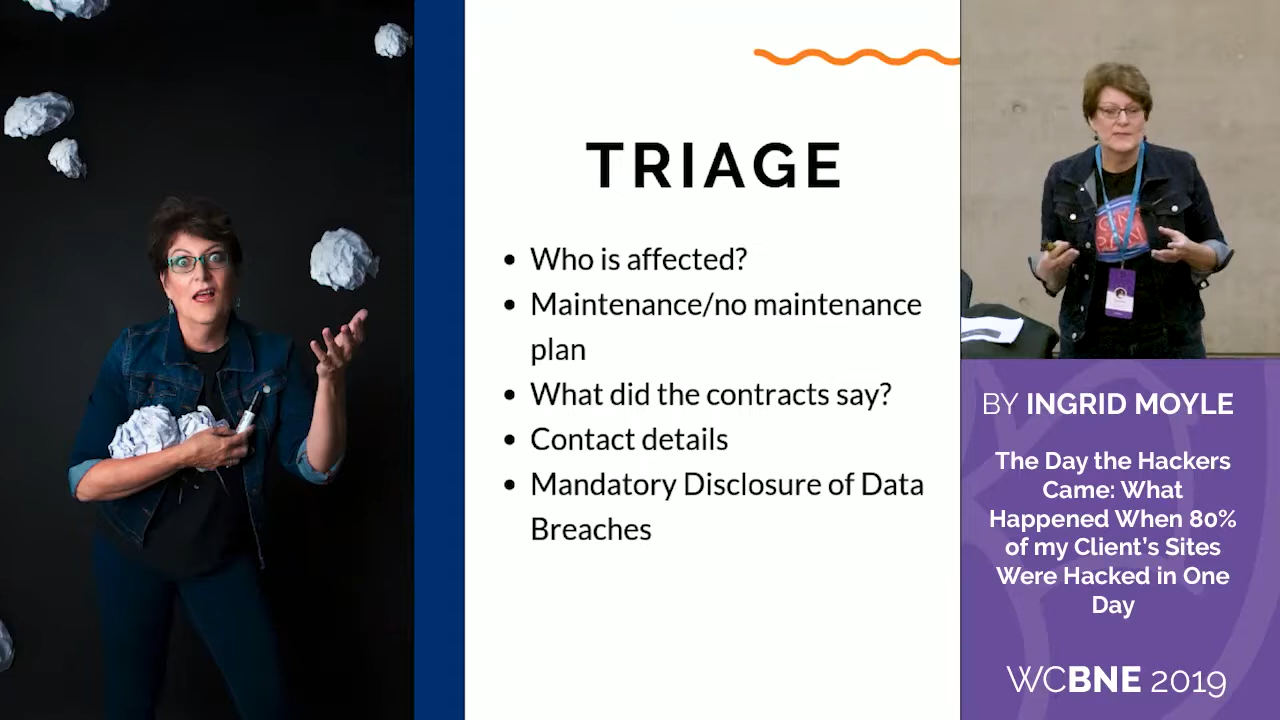 TRIAGE
Who is affected?
Maintenance/no maintenance
plan
What did the contracts say?
Contact details
Mandatory Disclosure of Data
Breaches
BY INGRID MOYLE
The Day the Hackers
Came: What
Happened When 80%
of my Client's Sites
Were Hacked in One
Day
WCBNE 2019